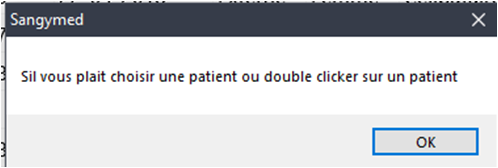 Sangymed
Sil vous plait choisir une patient ou double clicker sur un patient
OK